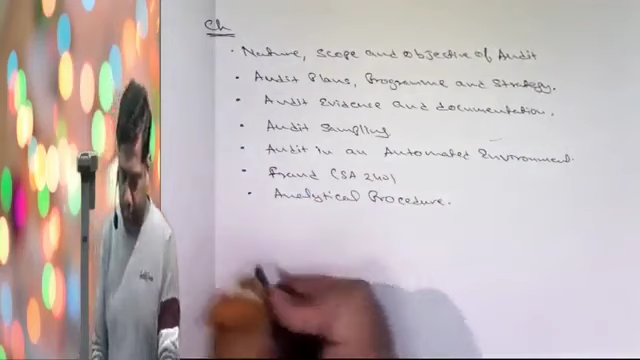 Ch
• Nature, Scope and objective of Audit
• Audit Plans, Programme and Strategy.
• Audit Evidence and documentation.
• Audit Sampling
• Audit in an Automated Environment.
• Fraud (SA 240)
• Analytical Procedure.